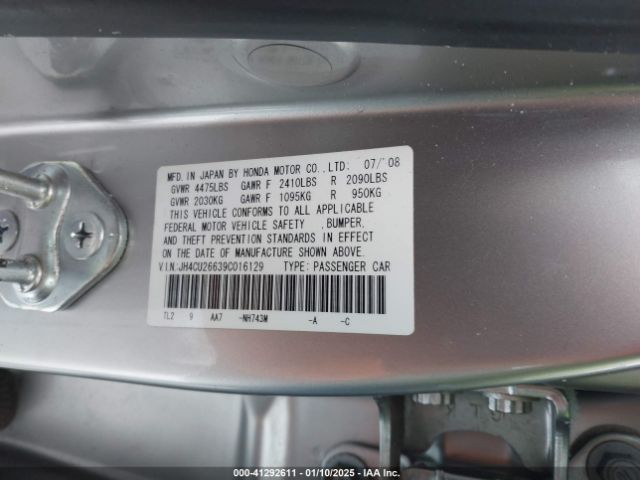 MFD. IN JAPAN BY HONDA MOTOR CO., LTD: 07/'08
GVWR 4475LBS GAWR F 2410LBS R 2090LBS
GVWR 2030KG GAWR F 1095KG R 950KG
THIS VEHICLE CONFORMS TO ALL APPLICABLE
FEDERAL MOTOR VEHICLE SAFETY ,BUMPER,
AND THEFT PREVENTION STANDARDS IN EFFECT
ON THE DATE OF MANUFACTURE SHOWN ABOVE.
VIN:JH4CU26639C016129 TYPE: PASSENGER CAR
TL2 9 AA7 -NH743M -A -C
000-41292611 - 01/10/2025 - IAA Inc.